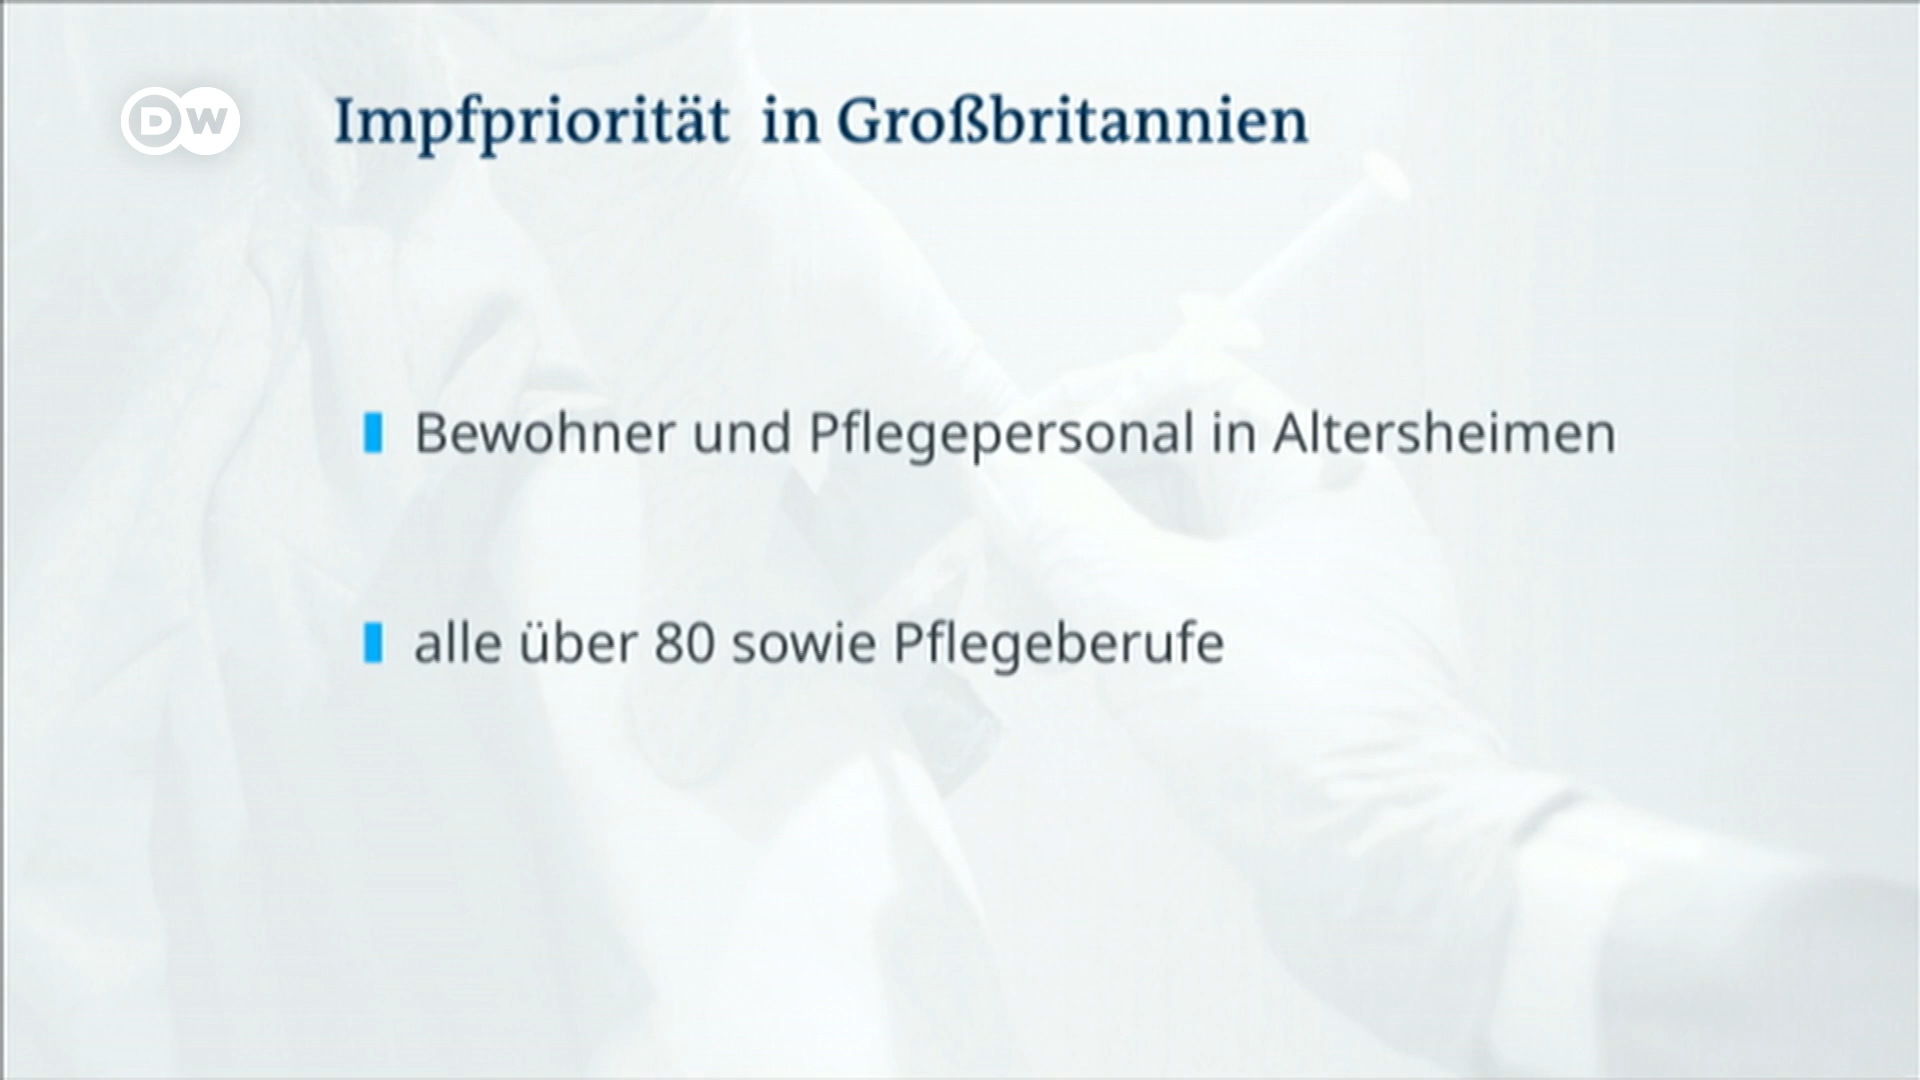 DW
Impfpriorität in Großbritannien
Bewohner und Pflegepersonal in Altersheimen
alle über 80 sowie Pflegeberufe